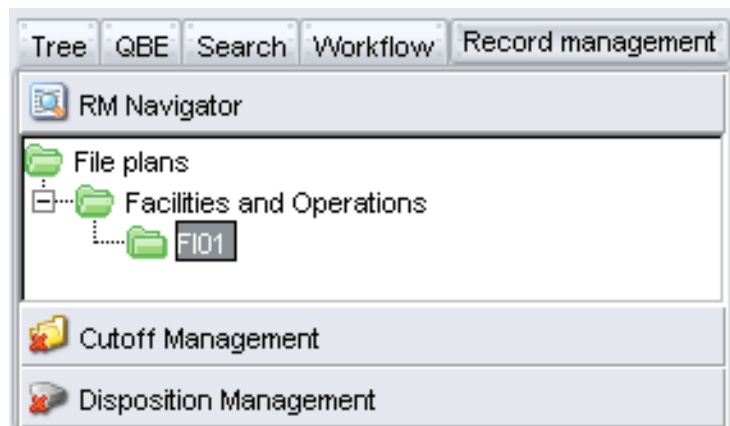 Tree QBE Search Workflow Record management
RM Navigator
File plans
Facilities and Operations
FI01
Cutoff Management
Disposition Management